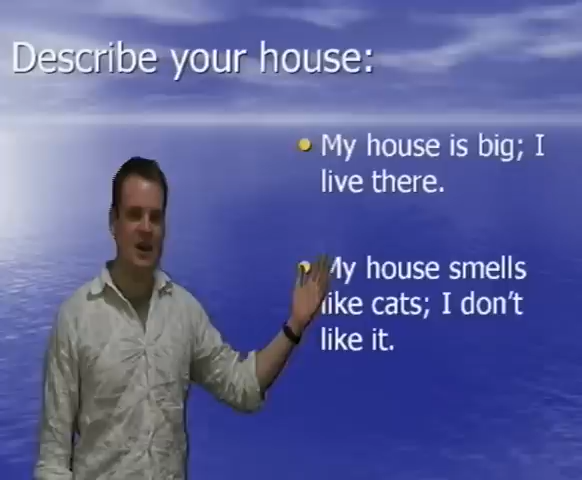 Describe your house:
My house is big; I
live there.
My house smells
like cats; I don't
like it.